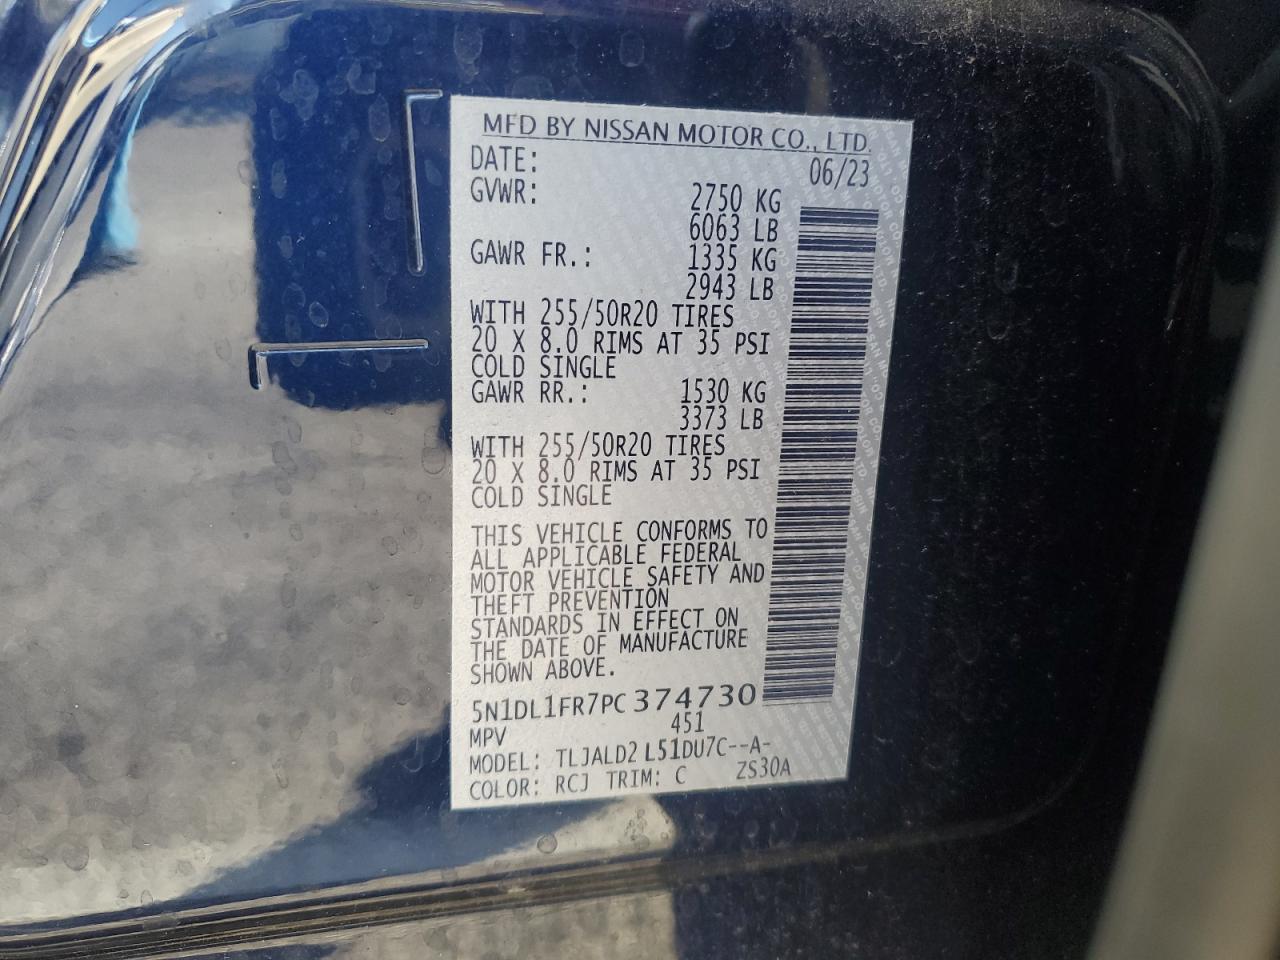 MFD BY NISSAN MOTOR CO., LTD.
DATE: 06/23
GVWR: 2750 KG
6063 LB
GAWR FR.: 1335 KG
2943 LB
WITH 255/50R20 TIRES
20 X 8.0 RIMS AT 35 PSI
COLD SINGLE
GAWR RR.: 1530 KG
3373 LB
WITH 255/50R20 TIRES
20 X 8.0 RIMS AT 35 PSI
COLD SINGLE
THIS VEHICLE CONFORMS TO
ALL APPLICABLE FEDERAL
MOTOR VEHICLE SAFETY AND
THEFT PREVENTION
STANDARDS IN EFFECT ON
THE DATE OF MANUFACTURE
SHOWN ABOVE.
5N1DL1FR7PC374730
MPV 451
MODEL: TLJALD2 L51DU7C--A-
COLOR: RCJ TRIM: C ZS30A